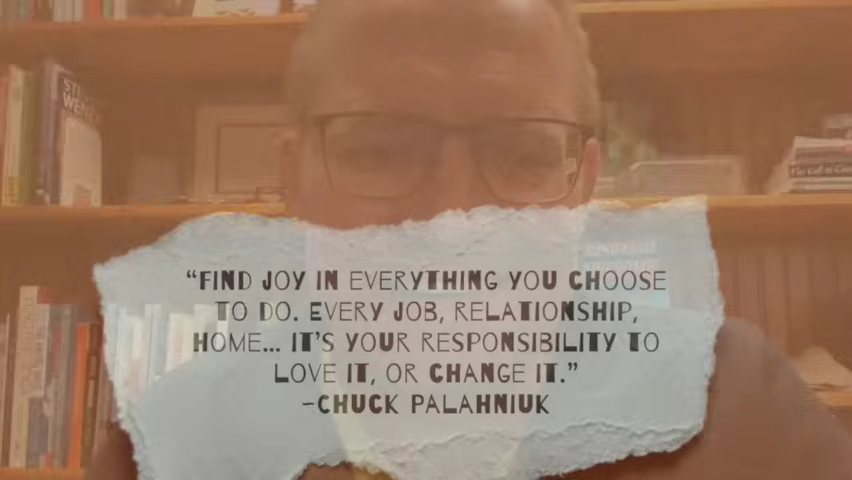 “FIND JOY IN EVERYTHING YOU CHOOSE
TO DO. EVERY JOB, RELATIONSHIP,
HOME... IT’S YOUR RESPONSIBILITY TO
LOVE IT, OR CHANGE IT.”
-CHUCK PALAHNIUK